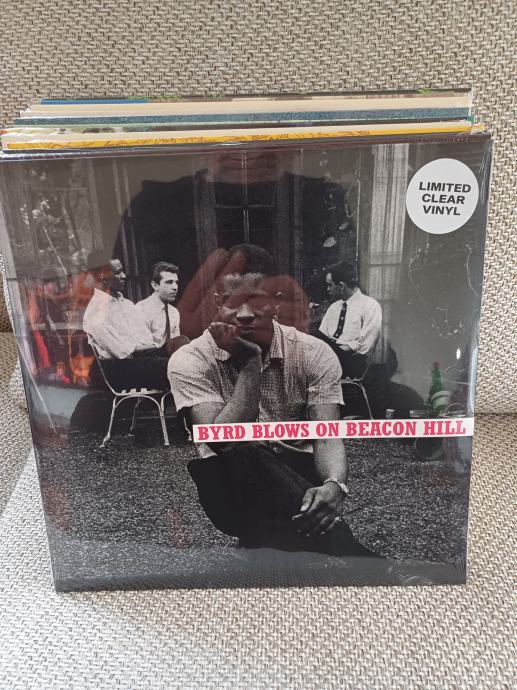 LIMITED
CLEAR
VINYL
BYRD BLOWS ON BEACON HILL